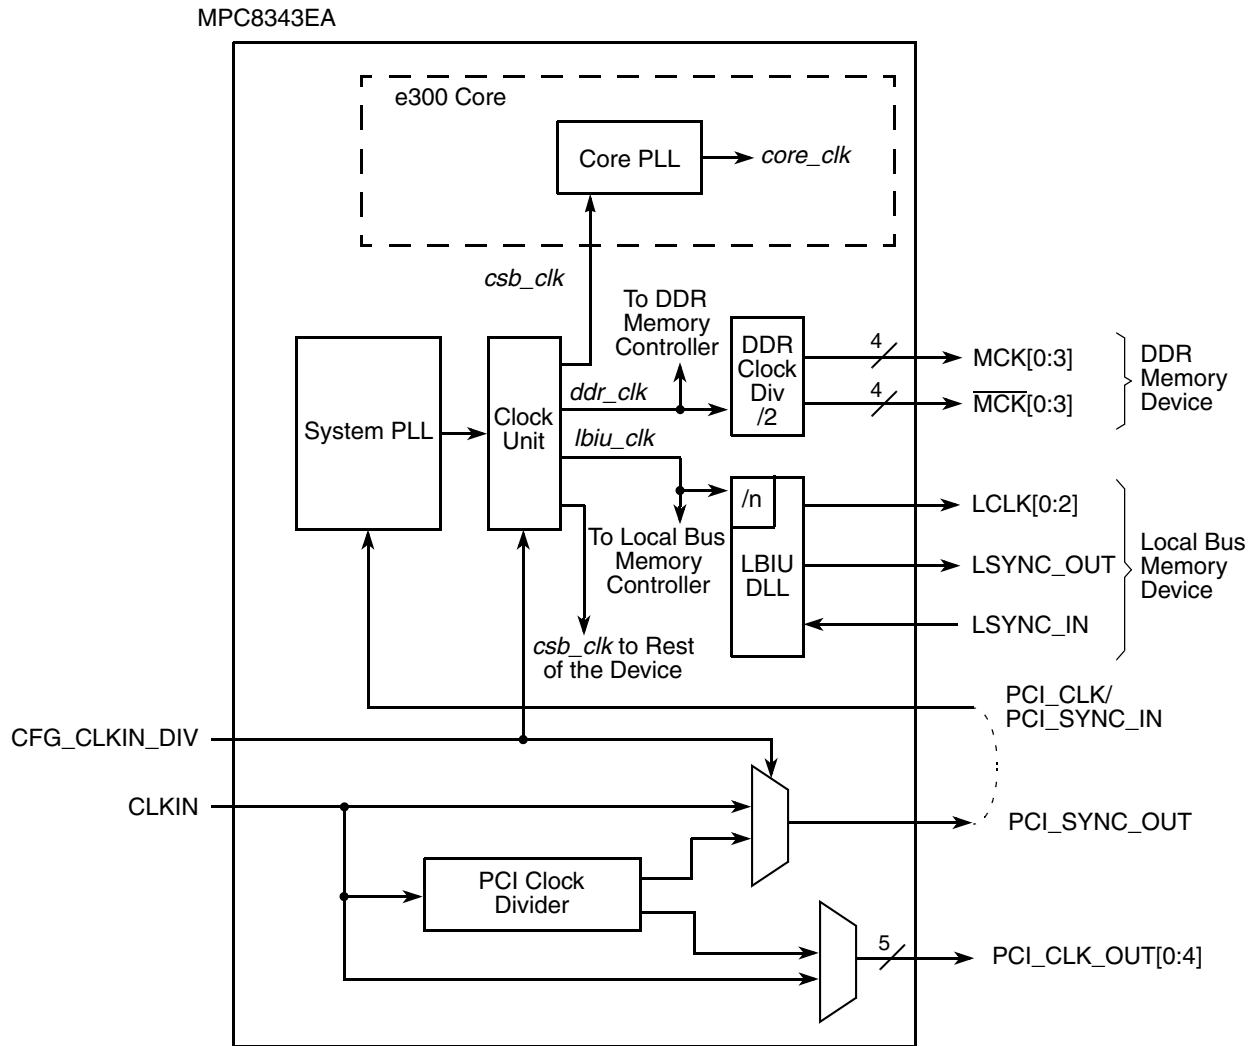 MPC8343EA
e300 Core
Core PLL
core_clk
csb_clk
To DDR
Memory
Controller
DDR
Clock
Div
/2
4
MCK[0:3]
4
MCK[0:3]
DDR
Memory
Device
System PLL
Clock
Unit
ddr_clk
lbiu_clk
/n
LBIU
DLL
To Local Bus
Memory
Controller
LCLK[0:2]
LSYNC_OUT
LSYNC_IN
Local Bus
Memory
Device
csb_clk to Rest
of the Device
PCI_CLK/
PCI_SYNC_IN
CFG_CLKIN_DIV
CLKIN
PCI_SYNC_OUT
PCI Clock
Divider
5
PCI_CLK_OUT[0:4]